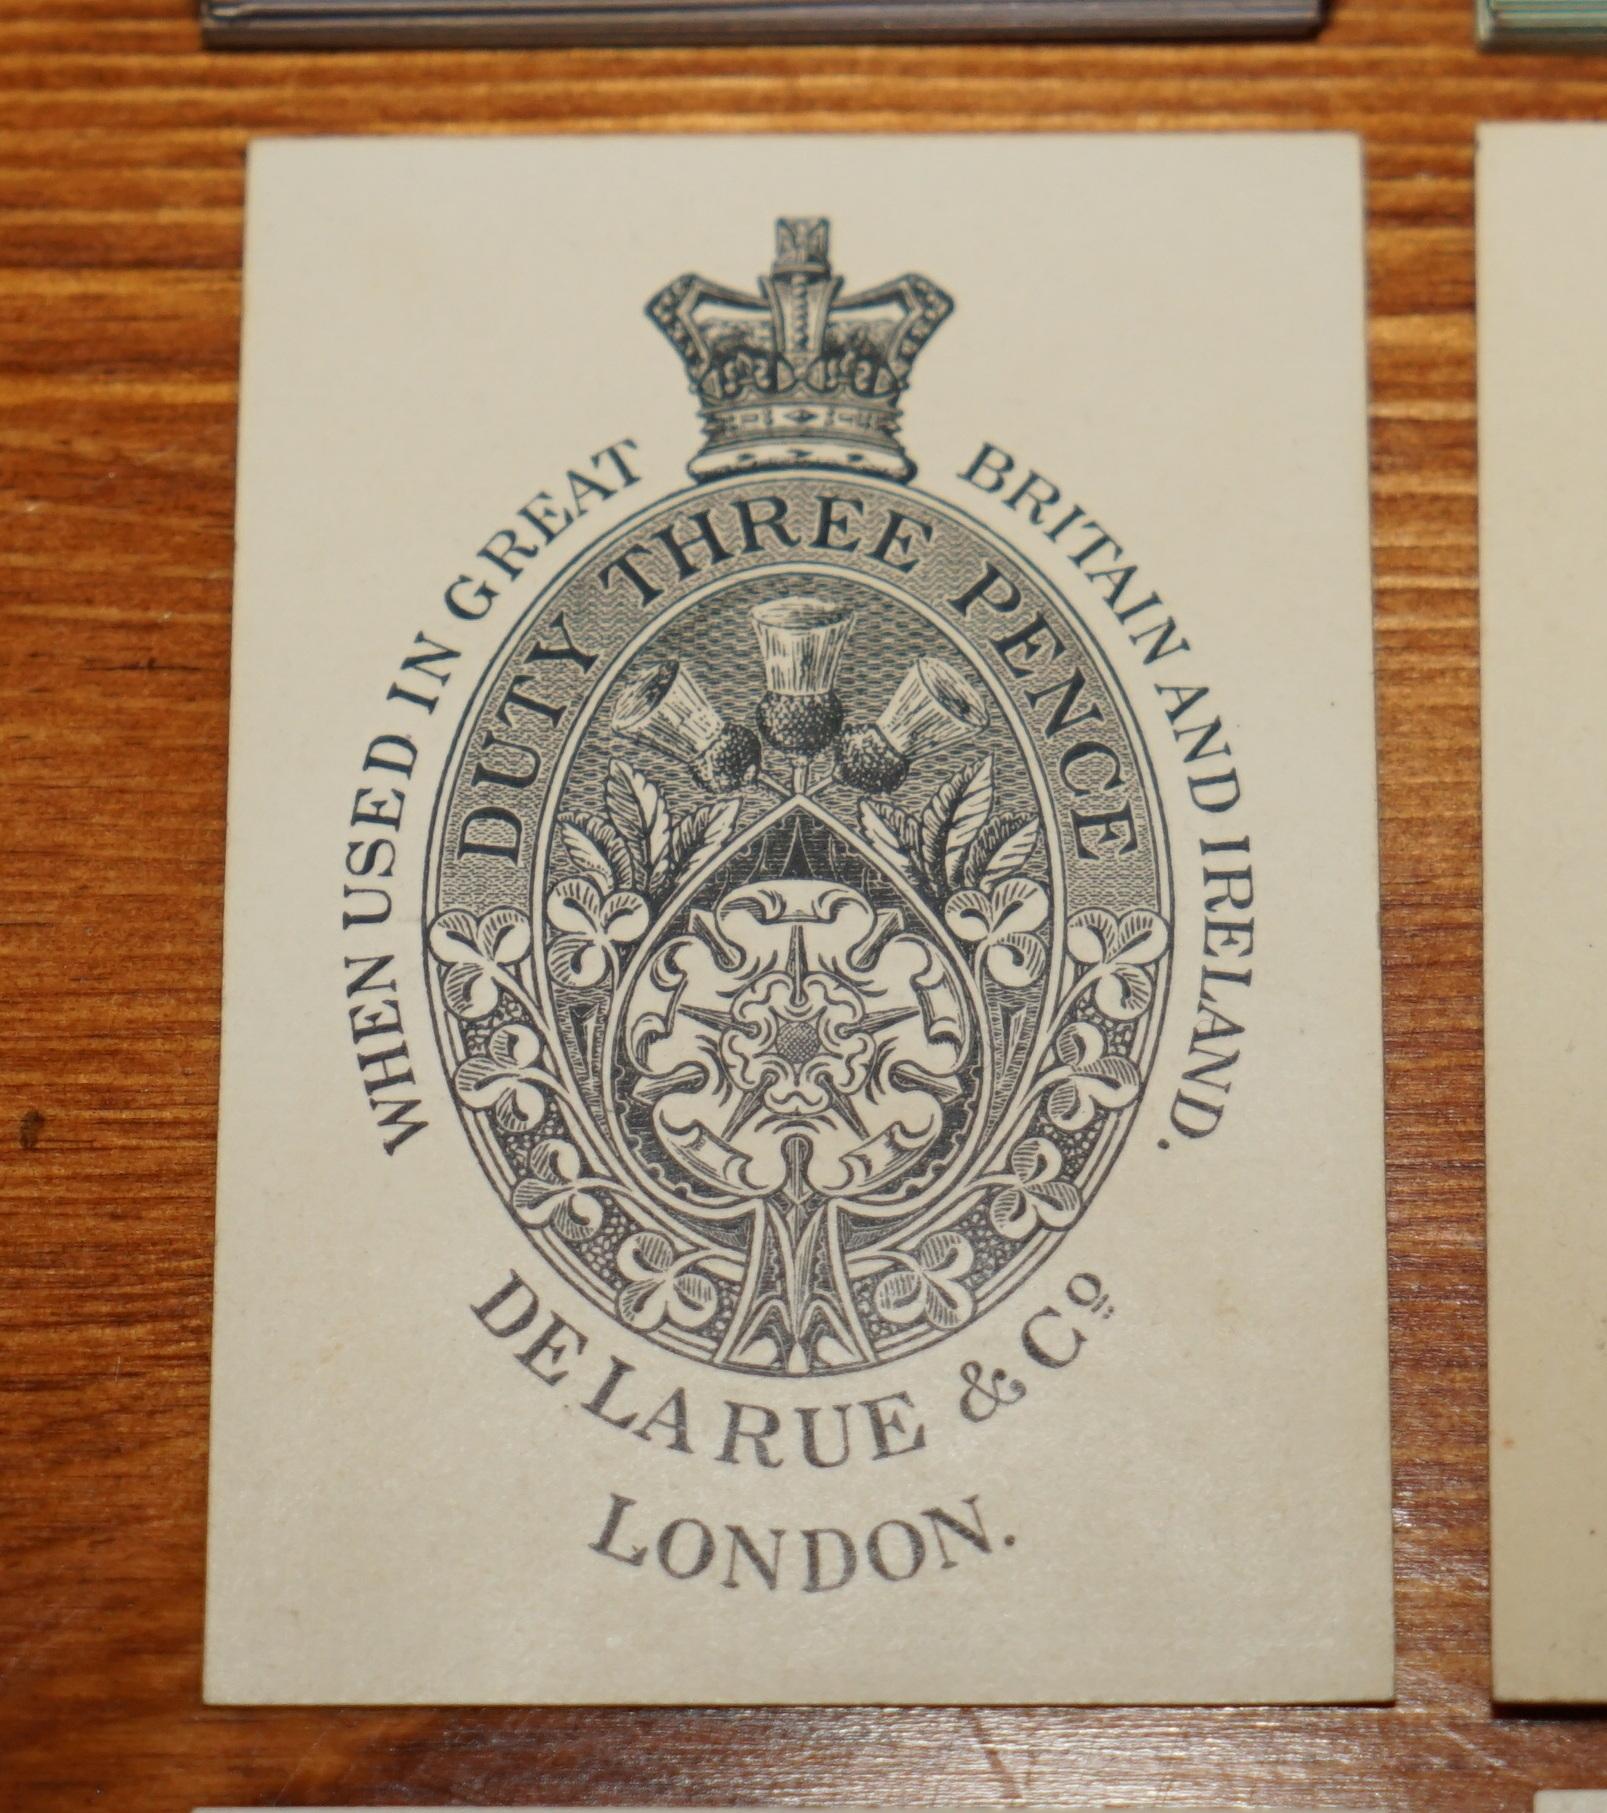 WHEN USED IN GREAT BRITAIN AND IRELAND.
DUTY THREE PENCE
DE LA RUE & Co.
LONDON.